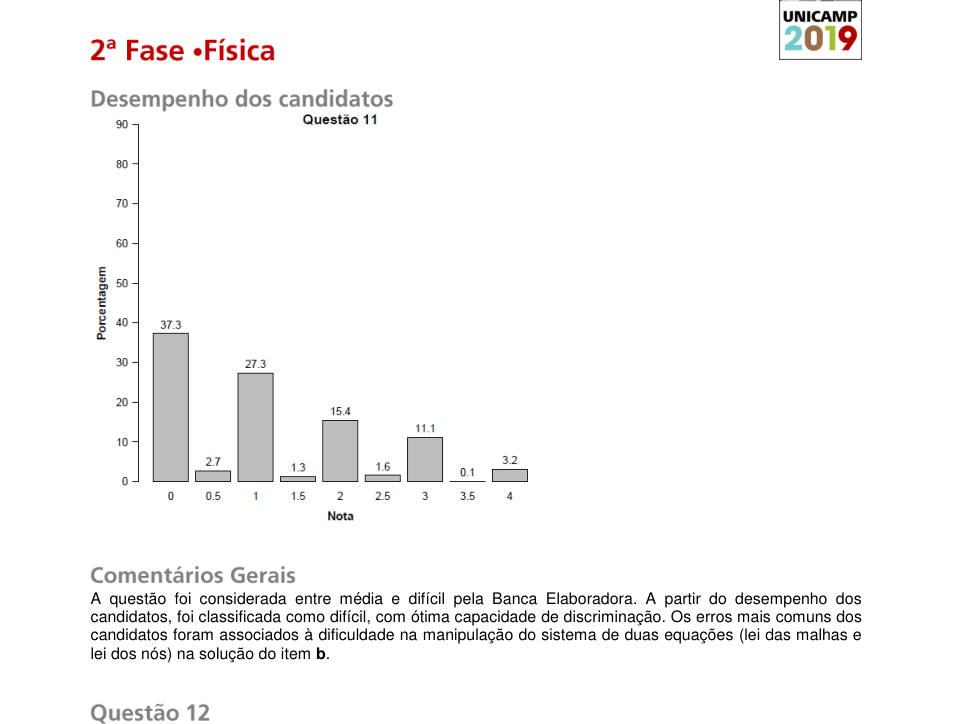 UNICAMP
2019
2ª Fase •Física
Desempenho dos candidatos
Questão 11
90
80
70
60
50
40
30
20
10
0
Porcentagem
37.3
2.7
27.3
1.3
15.4
1.6
11.1
0.1
3.2
0 0.5 1 1.5 2 2.5 3 3.5 4
Nota
Comentários Gerais
A questão foi considerada entre média e difícil pela Banca Elaboradora. A partir do desempenho dos
candidatos, foi classificada como difícil, com ótima capacidade de discriminação. Os erros mais comuns dos
candidatos foram associados à dificuldade na manipulação do sistema de duas equações (lei das malhas e
lei dos nós) na solução do item b.
Questão 12